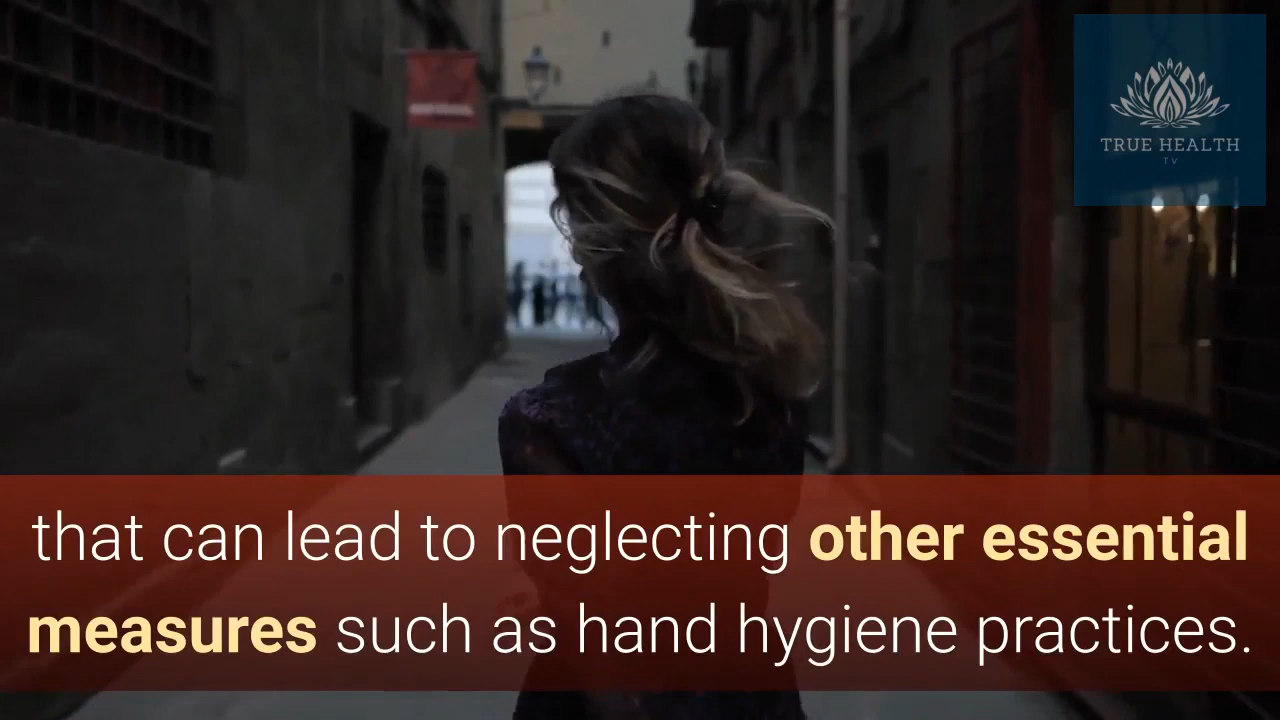 TRUE HEALTH
TV
that can lead to neglecting other essential
measures such as hand hygiene practices.